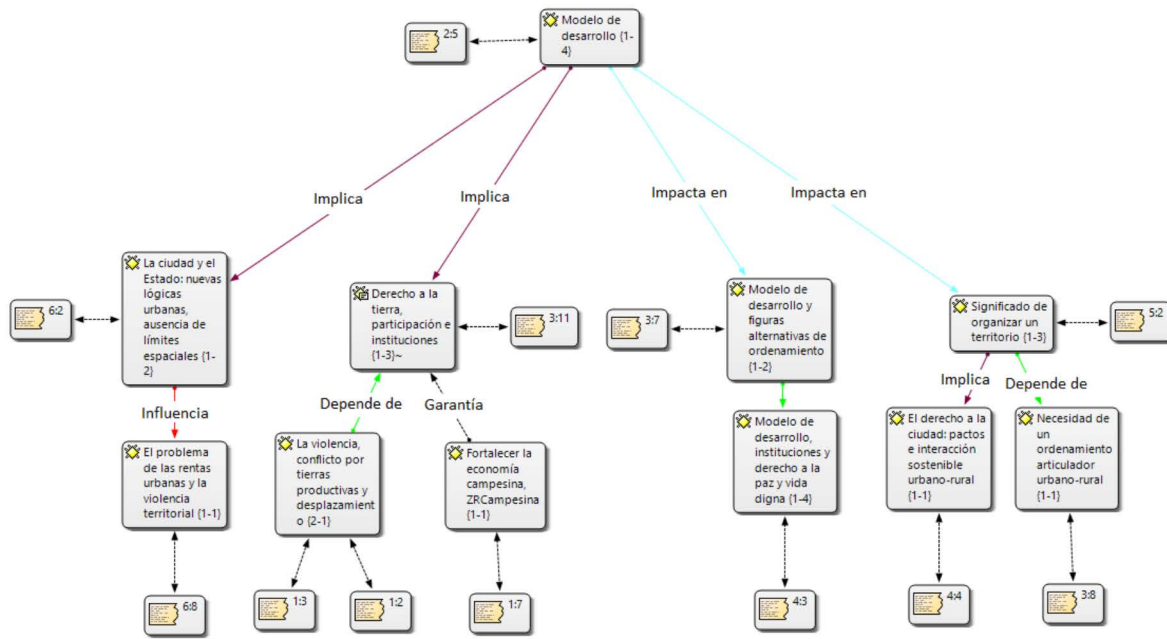 2:5
Modelo de
desarrollo {1-
4}
Implica
Implica
Impacta en
Impacta en
La ciudad y el
Estado: nuevas
lógicas
urbanas,
ausencia de
límites
espaciales {1-
2}
6:2
Derecho a la
tierra,
participación e
instituciones
{1-3}~
3:11
3:7
Modelo de
desarrollo y
figuras
alternativas de
ordenamiento
{1-2}
Significado de
organizar un
territorio {1-3}
5:2
Influencia
Depende de
Garantía
Implica
Depende de
El problema
de las rentas
urbanas y la
violencia
territorial {1-1}
La violencia,
conflicto por
tierras
productivas y
desplazamient
o {2-1}
Fortalecer la
economía
campesina,
ZRCampesina
{1-1}
Modelo de
desarrollo,
instituciones y
derecho a la
paz y vida
digna {1-4}
El derecho a la
ciudad: pactos
e interacción
sostenible
urbano-rural
{1-1}
Necesidad de
un
ordenamiento
articulador
urbano-rural
{1-1}
6:8
1:3
1:2
1:7
4:3
4:4
3:8